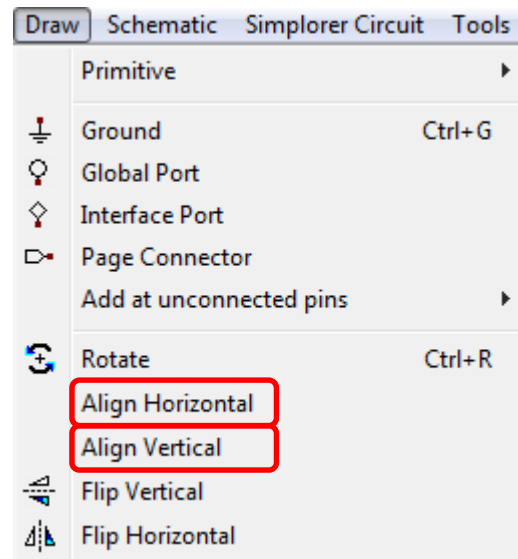 Draw Schematic Simplorer Circuit Tools
Primitive
Ground Ctrl+G
Global Port
Interface Port
Page Connector
Add at unconnected pins
Rotate Ctrl+R
Align Horizontal
Align Vertical
Flip Vertical
Flip Horizontal